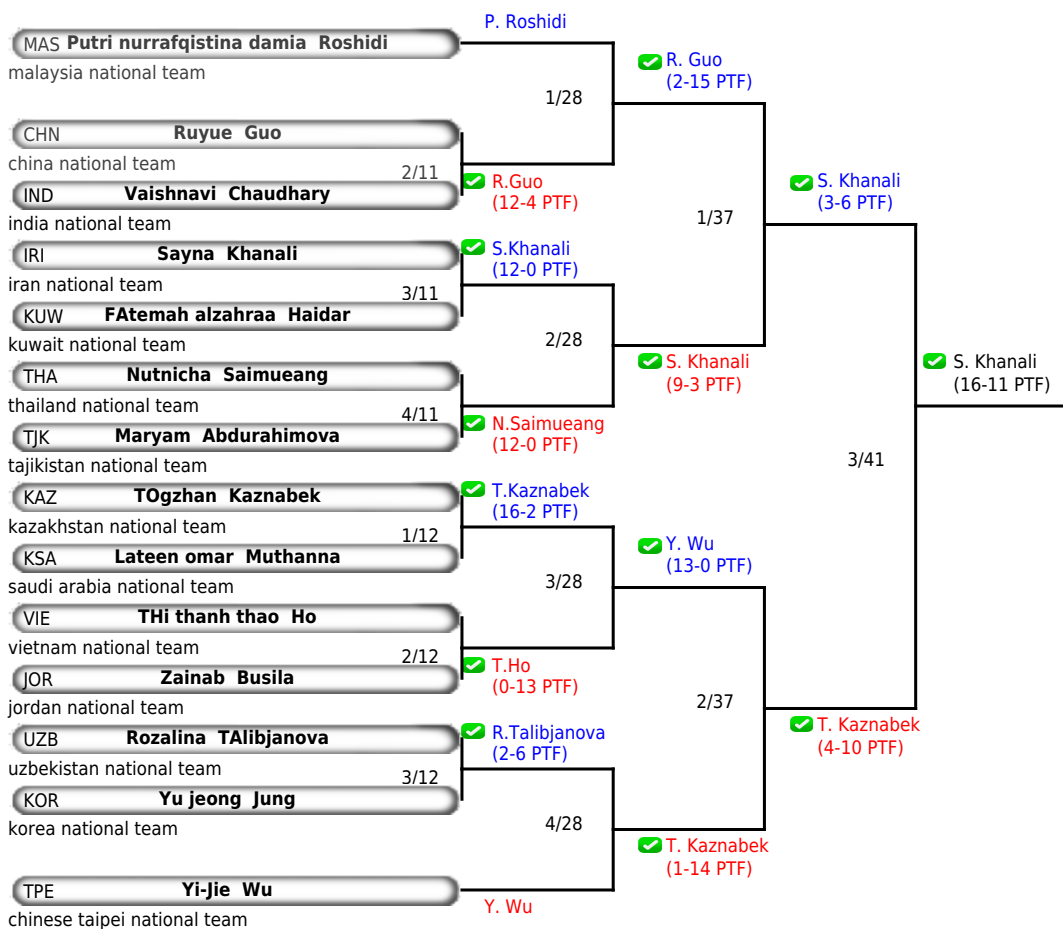 P. Roshidi
MAS Putri nurrafqistina damia Roshidi
malaysia national team
R. Guo
(2-15 PTF)
1/28
CHN Ruyue Guo
china national team
2/11
R.Guo
(12-4 PTF)
IND Vaishnavi Chaudhary
india national team
S. Khanali
(3-6 PTF)
1/37
IRI Sayna Khanali
iran national team
S.Khanali
(12-0 PTF)
3/11
KUW FAtemah alzahraa Haidar
kuwait national team
2/28
S. Khanali
(9-3 PTF)
S. Khanali
(16-11 PTF)
THA Nutnicha Saimueang
thailand national team
4/11
N.Saimueang
(12-0 PTF)
TJK Maryam Abdurahimova
tajikistan national team
3/41
KAZ TOgzhan Kaznabek
kazakhstan national team
T.Kaznabek
(16-2 PTF)
1/12
KSA Lateen omar Muthanna
saudi arabia national team
Y. Wu
(13-0 PTF)
3/28
VIE THi thanh thao Ho
vietnam national team
2/12
T.Ho
(0-13 PTF)
JOR Zainab Busila
jordan national team
2/37
T. Kaznabek
(4-10 PTF)
UZB Rozalina TAlibjanova
uzbekistan national team
R.Talibjanova
(2-6 PTF)
3/12
KOR Yu jeong Jung
korea national team
4/28
T. Kaznabek
(1-14 PTF)
TPE Yi-Jie Wu
chinese taipei national team
Y. Wu